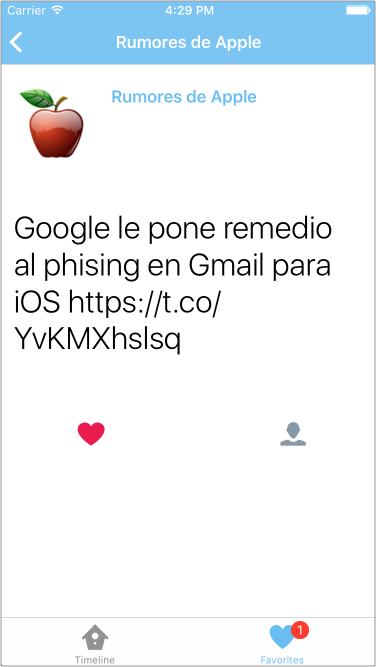 Carrier 4:29 PM
Rumores de Apple
Rumores de Apple
Google le pone remedio
al phising en Gmail para
iOS https://t.co/
YvKMXhslsq
1
Timeline Favorites